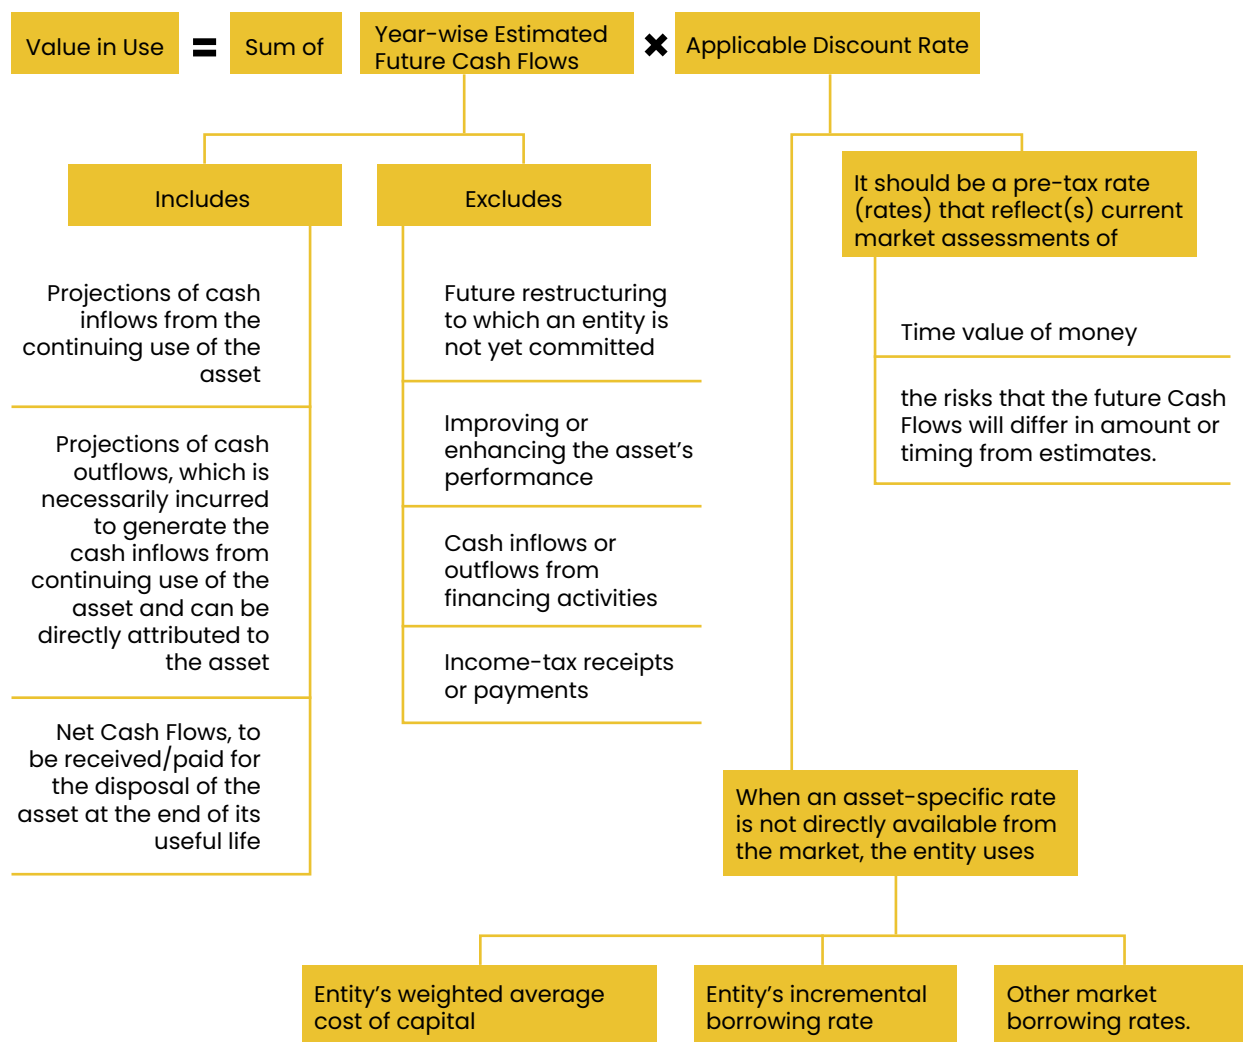 Value in Use = Sum of
Year-wise Estimated
Future Cash Flows
✖ Applicable Discount Rate
Includes
Projections of cash
inflows from the
continuing use of the
asset
Projections of cash
outflows, which is
necessarily incurred
to generate the
cash inflows from
continuing use of the
asset and can be
directly attributed to
the asset
Net Cash Flows, to
be received/paid for
the disposal of the
asset at the end of its
useful life
Excludes
Future restructuring
to which an entity is
not yet committed
Improving or
enhancing the asset's
performance
Cash inflows or
outflows from
financing activities
Income-tax receipts
or payments
It should be a pre-tax rate
(rates) that reflect(s) current
market assessments of
Time value of money
the risks that the future Cash
Flows will differ in amount or
timing from estimates.
When an asset-specific rate
is not directly available from
the market, the entity uses
Entity's weighted average
cost of capital
Entity's incremental
borrowing rate
Other market
borrowing rates.